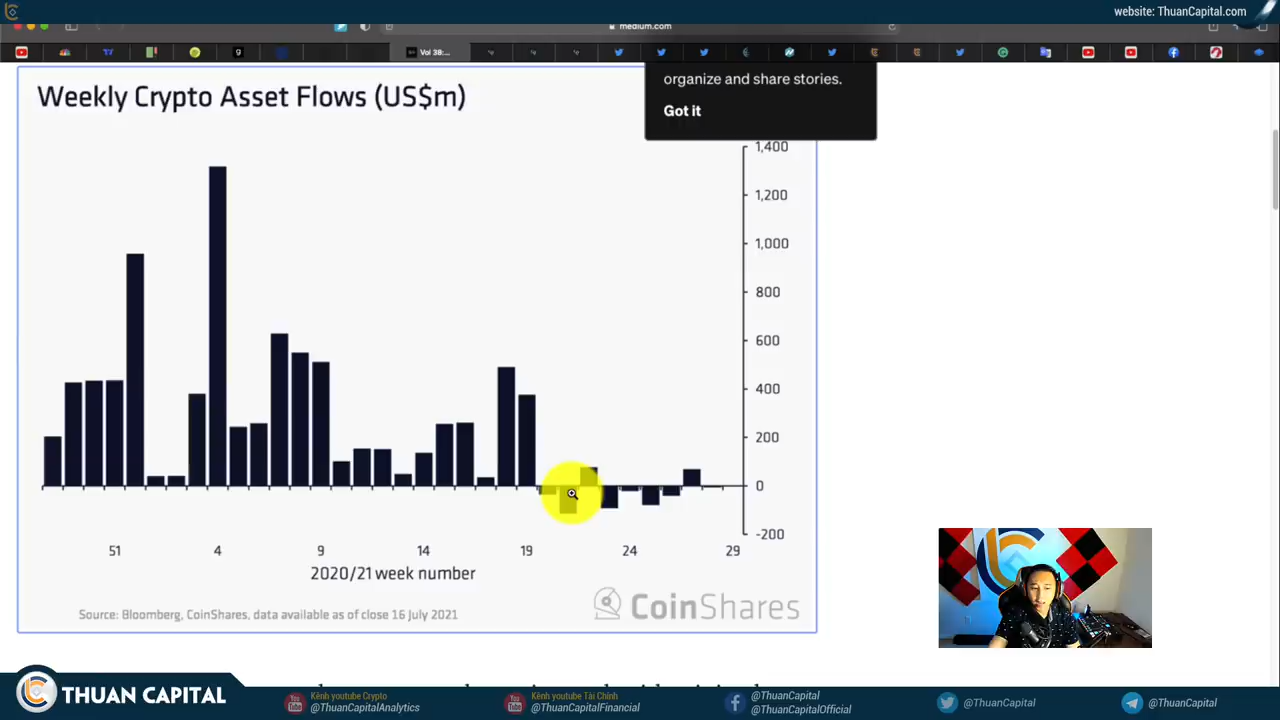 website: ThuanCapital.com
medium.com
Vol 38:...
organize and share stories.
Got it
Weekly Crypto Asset Flows (US$m)
1,400
1,200
1,000
800
600
400
200
0
-200
51
4
9
14
19
24
29
2020/21 week number
Source: Bloomberg, CoinShares, data available as of close 16 July 2021
CoinShares
THUAN CAPITAL
Kênh youtube Crypto
@ThuanCapitalAnalytics
Kênh youtube Tài Chính
@ThuanCapitalFinancial
@ThuanCapital
@ThuanCapitalOfficial
@ThuanCapital
@ThuanCapital